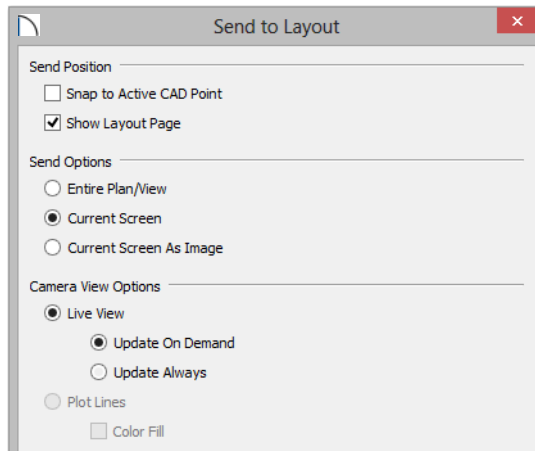 Send to Layout
Send Position
Snap to Active CAD Point
Show Layout Page
Send Options
Entire Plan/View
Current Screen
Current Screen As Image
Camera View Options
Live View
Update On Demand
Update Always
Plot Lines
Color Fill